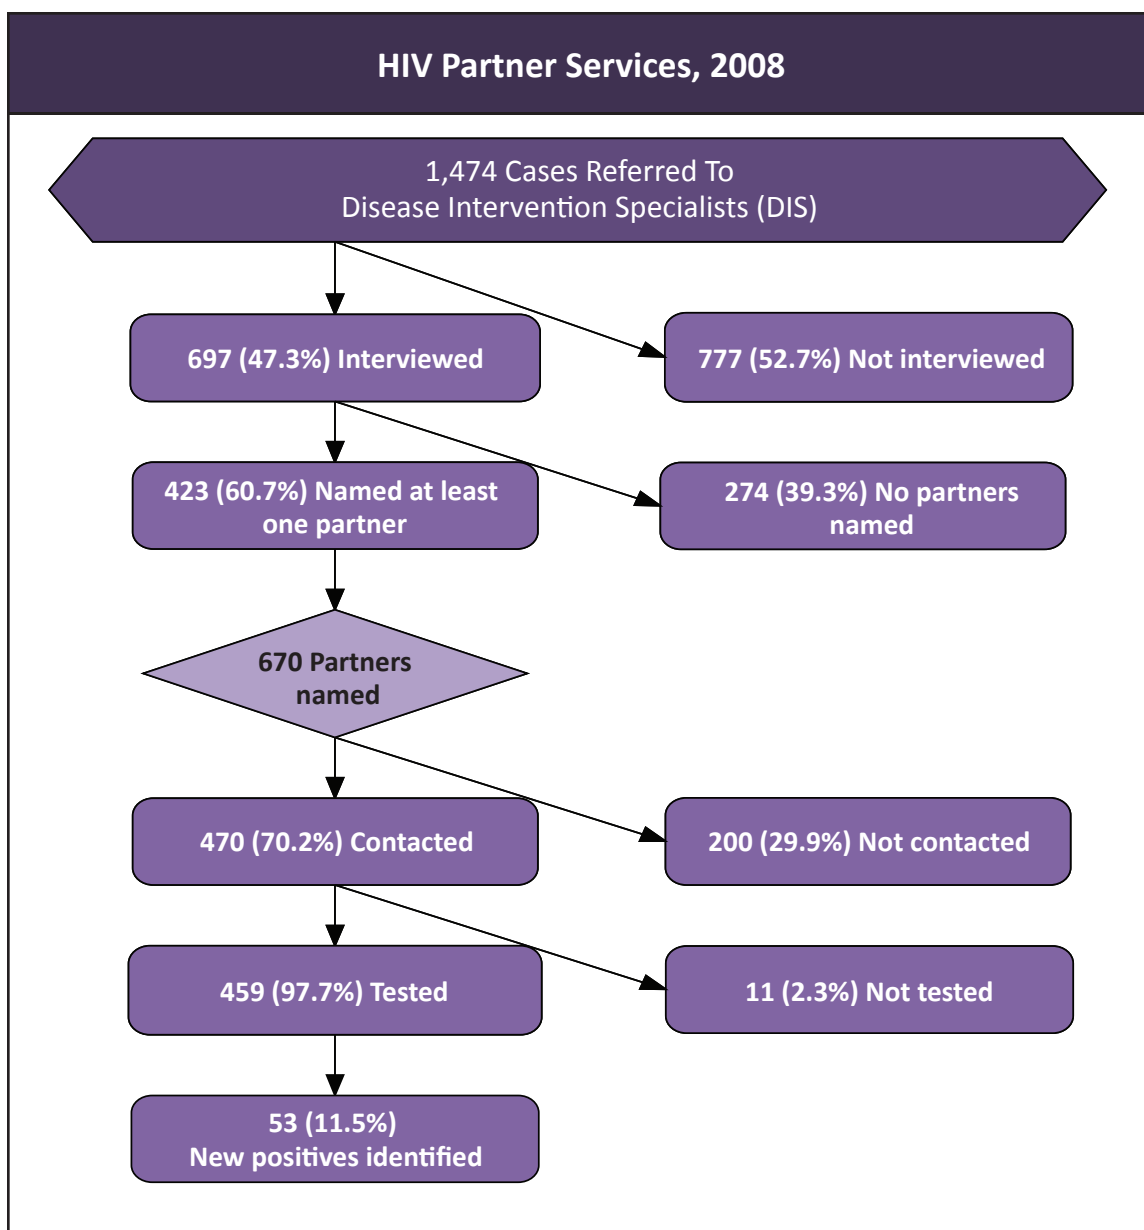 HIV Partner Services, 2008
1,474 Cases Referred To
Disease Intervention Specialists (DIS)
697 (47.3%) Interviewed
777 (52.7%) Not interviewed
423 (60.7%) Named at least
one partner
274 (39.3%) No partners
named
670 Partners
named
470 (70.2%) Contacted
200 (29.9%) Not contacted
459 (97.7%) Tested
11 (2.3%) Not tested
53 (11.5%)
New positives identified